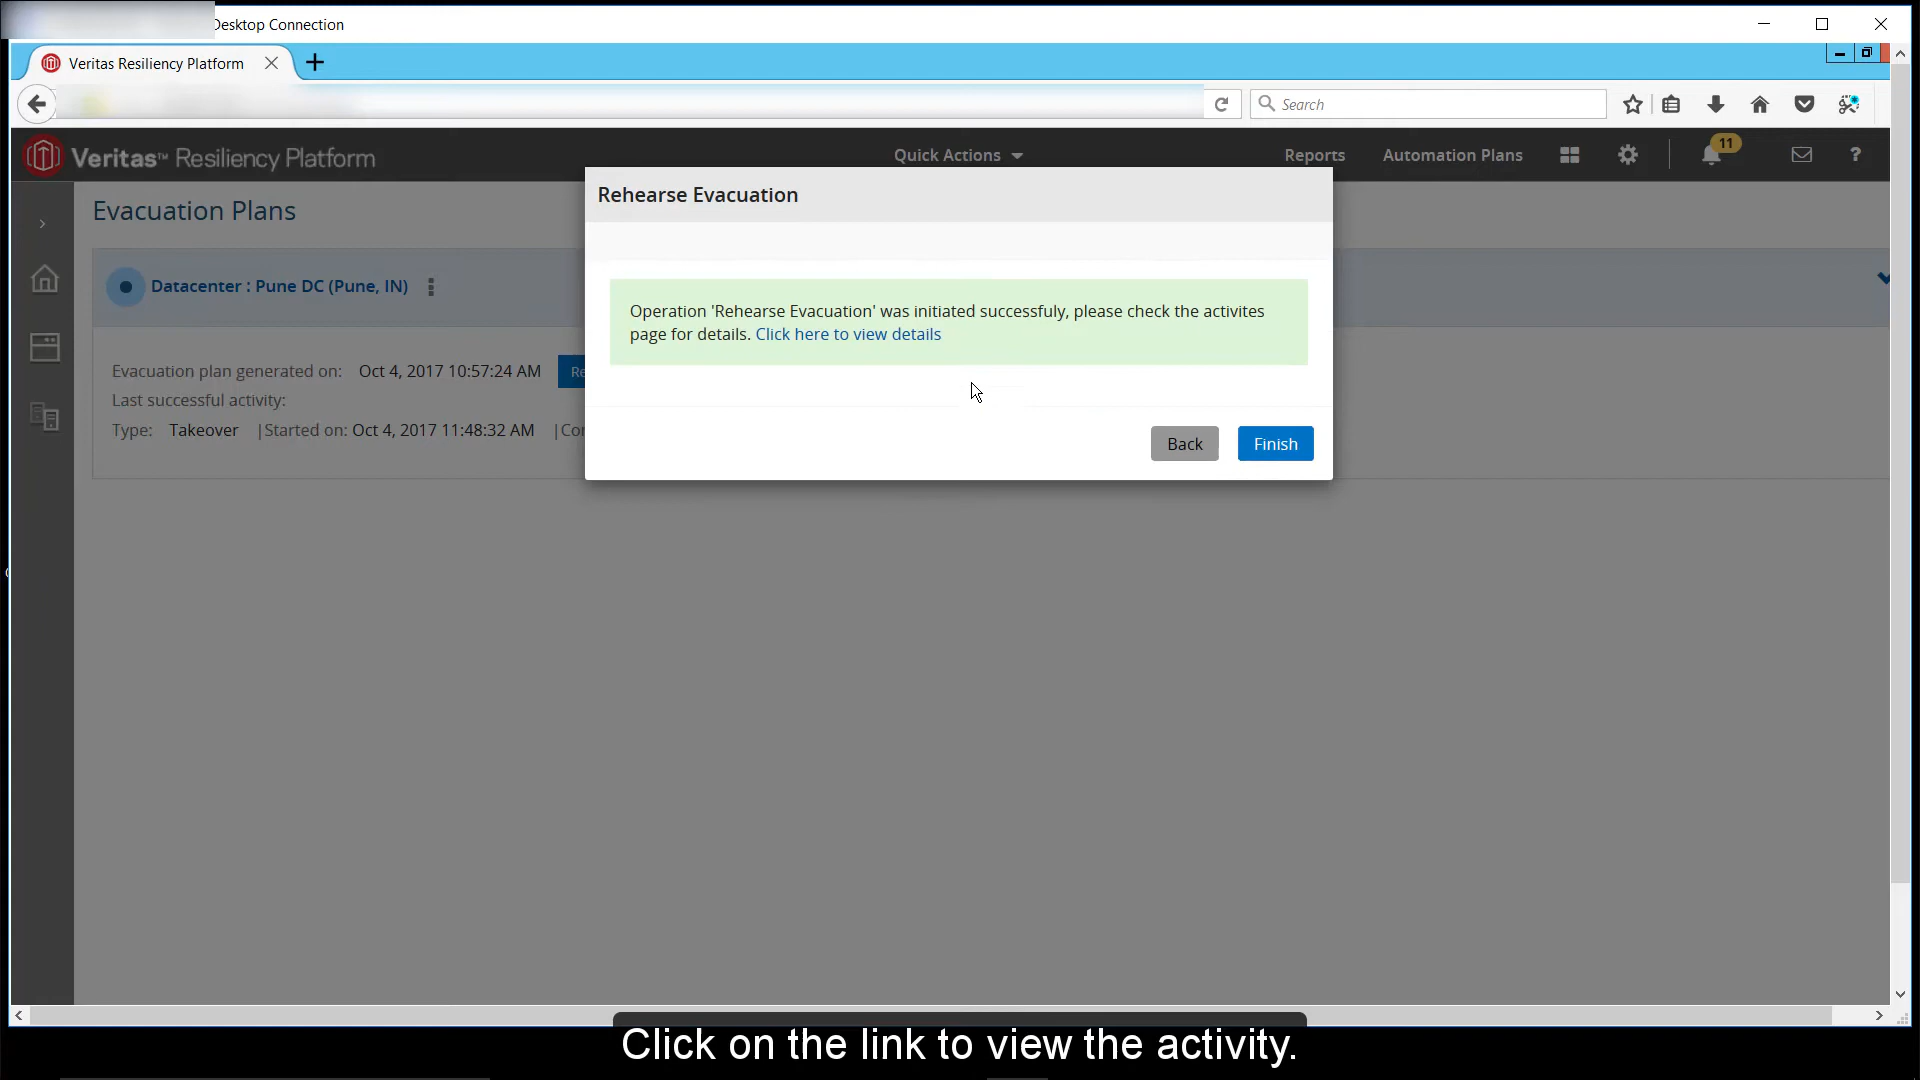 Desktop Connection
Veritas Resiliency Platform
Search
Veritas™ Resiliency Platform
Quick Actions
Reports
Automation Plans
11
?
Rehearse Evacuation
Evacuation Plans
Datacenter : Pune DC (Pune, IN)
Operation 'Rehearse Evacuation' was initiated successfuly, please check the activites
page for details. Click here to view details
Evacuation plan generated on: Oct 4, 2017 10:57:24 AM Re
Last successful activity:
Type: Takeover |Started on: Oct 4, 2017 11:48:32 AM |Con
Back
Finish
Click on the link to view the activity.